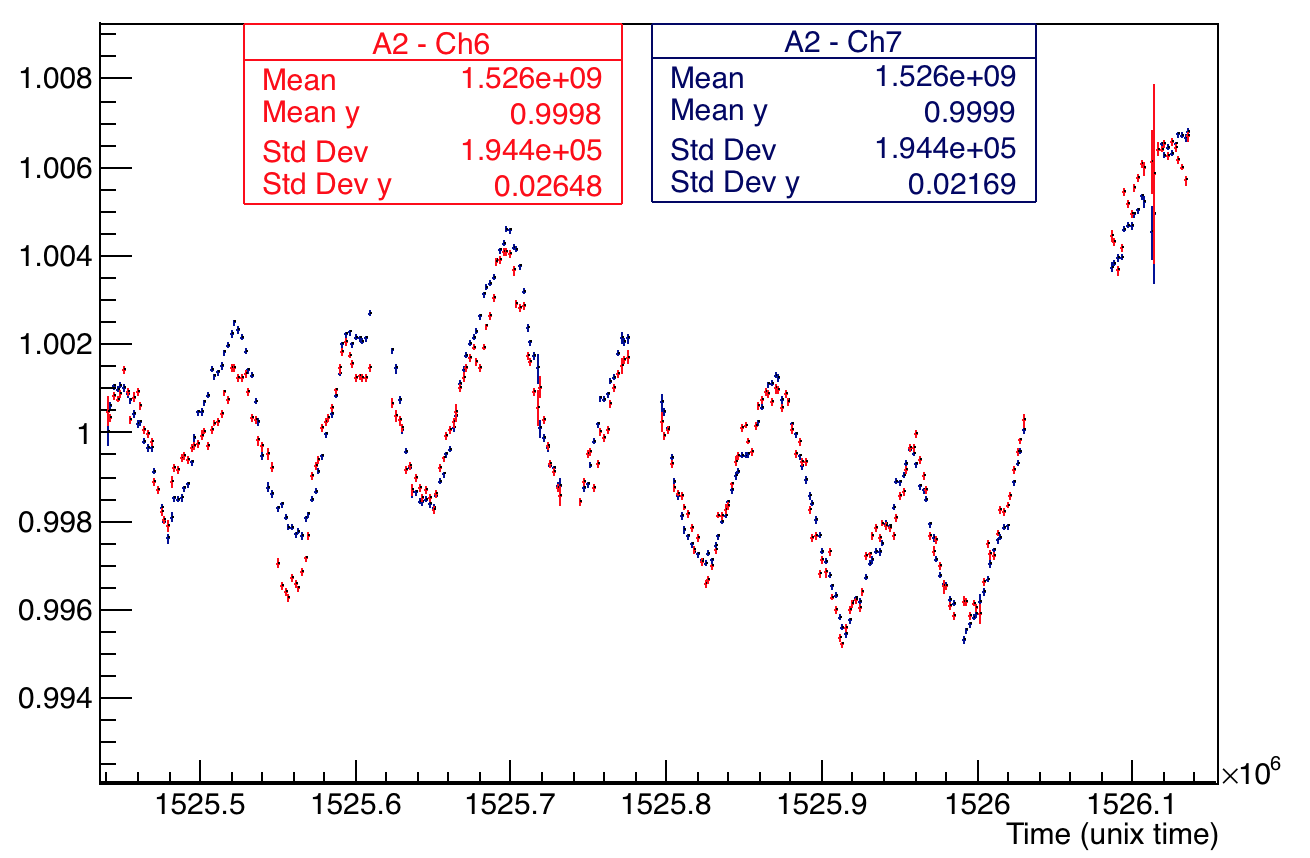 A2 - Ch6
Mean 1.526e+09
Mean y 0.9998
Std Dev 1.944e+05
Std Dev y 0.02648
A2 - Ch7
Mean 1.526e+09
Mean y 0.9999
Std Dev 1.944e+05
Std Dev y 0.02169
1.008
1.006
1.004
1.002
1
0.998
0.996
0.994
1525.5 1525.6 1525.7 1525.8 1525.9 1526 1526.1
×10⁶
Time (unix time)